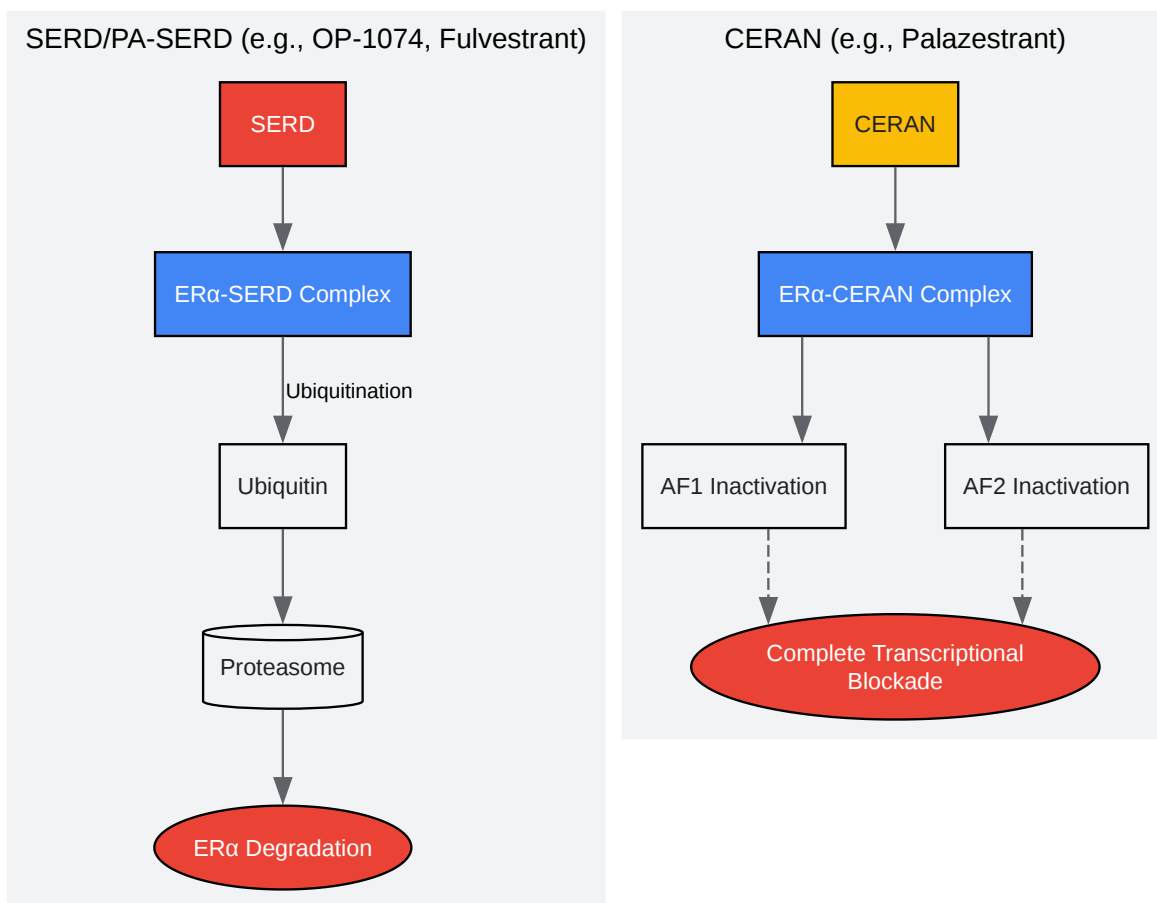 SERD/PA-SERD (e.g., OP-1074, Fulvestrant)
SERD
ERα-SERD Complex
Ubiquitination
Ubiquitin
Proteasome
ERα Degradation
CERAN (e.g., Palazestrant)
CERAN
ERα-CERAN Complex
AF1 Inactivation
AF2 Inactivation
Complete Transcriptional
Blockade